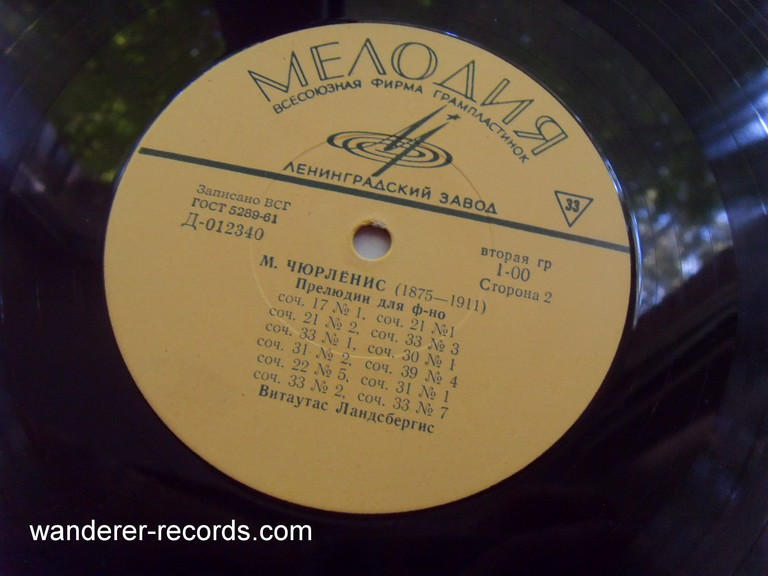 МЕЛОДИЯ
ВСЕСОЮЗНАЯ ФИРМА ГРАМПЛАСТИНОК
ЛЕНИНГРАДСКИЙ ЗАВОД
33
Записано ВСГ
ГОСТ 5289-61
Д-012340
вторая гр
1-00
Сторона 2
М. ЧЮРЛЁНИС (1875—1911)
Прелюдии для ф-но
соч. 17 № 1, соч. 21 №1
соч. 21 № 2, соч. 33 № 3
соч. 33 № 1, соч. 30 № 1
соч. 31 № 2, соч. 39 № 4
соч. 22 № 5, соч. 31 № 1
соч. 33 № 2, соч. 33 № 7
Витаутас Ландсбергис
wanderer-records.com